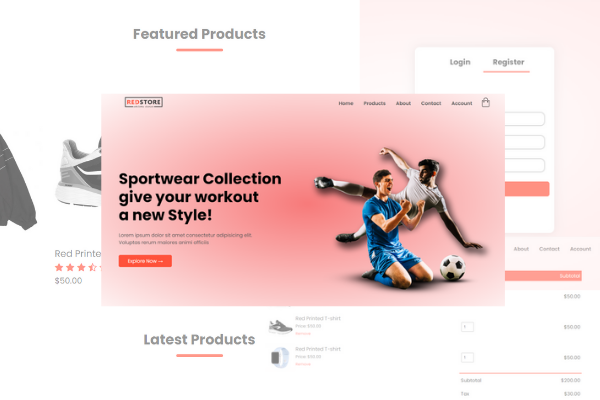 Featured Products
Login Register
REDSTORE
Home Products About Contact Account
Sportwear Collection
give your workout
a new Style!
Lorem ipsum dolor sit amet consectetur adipisicing elit.
Voluptas rerum maiores animi officiis
Explore Now →
About Contact Account
Red Printe
$50.00
Subtotal
$50.00
Red Printed T-shirt
Price: $50.00
Remove
1
$50.00
Latest Products
Red Printed T-shirt
Price: $50.00
Remove
1
$50.00
Subtotal $200.00
Tax $30.00